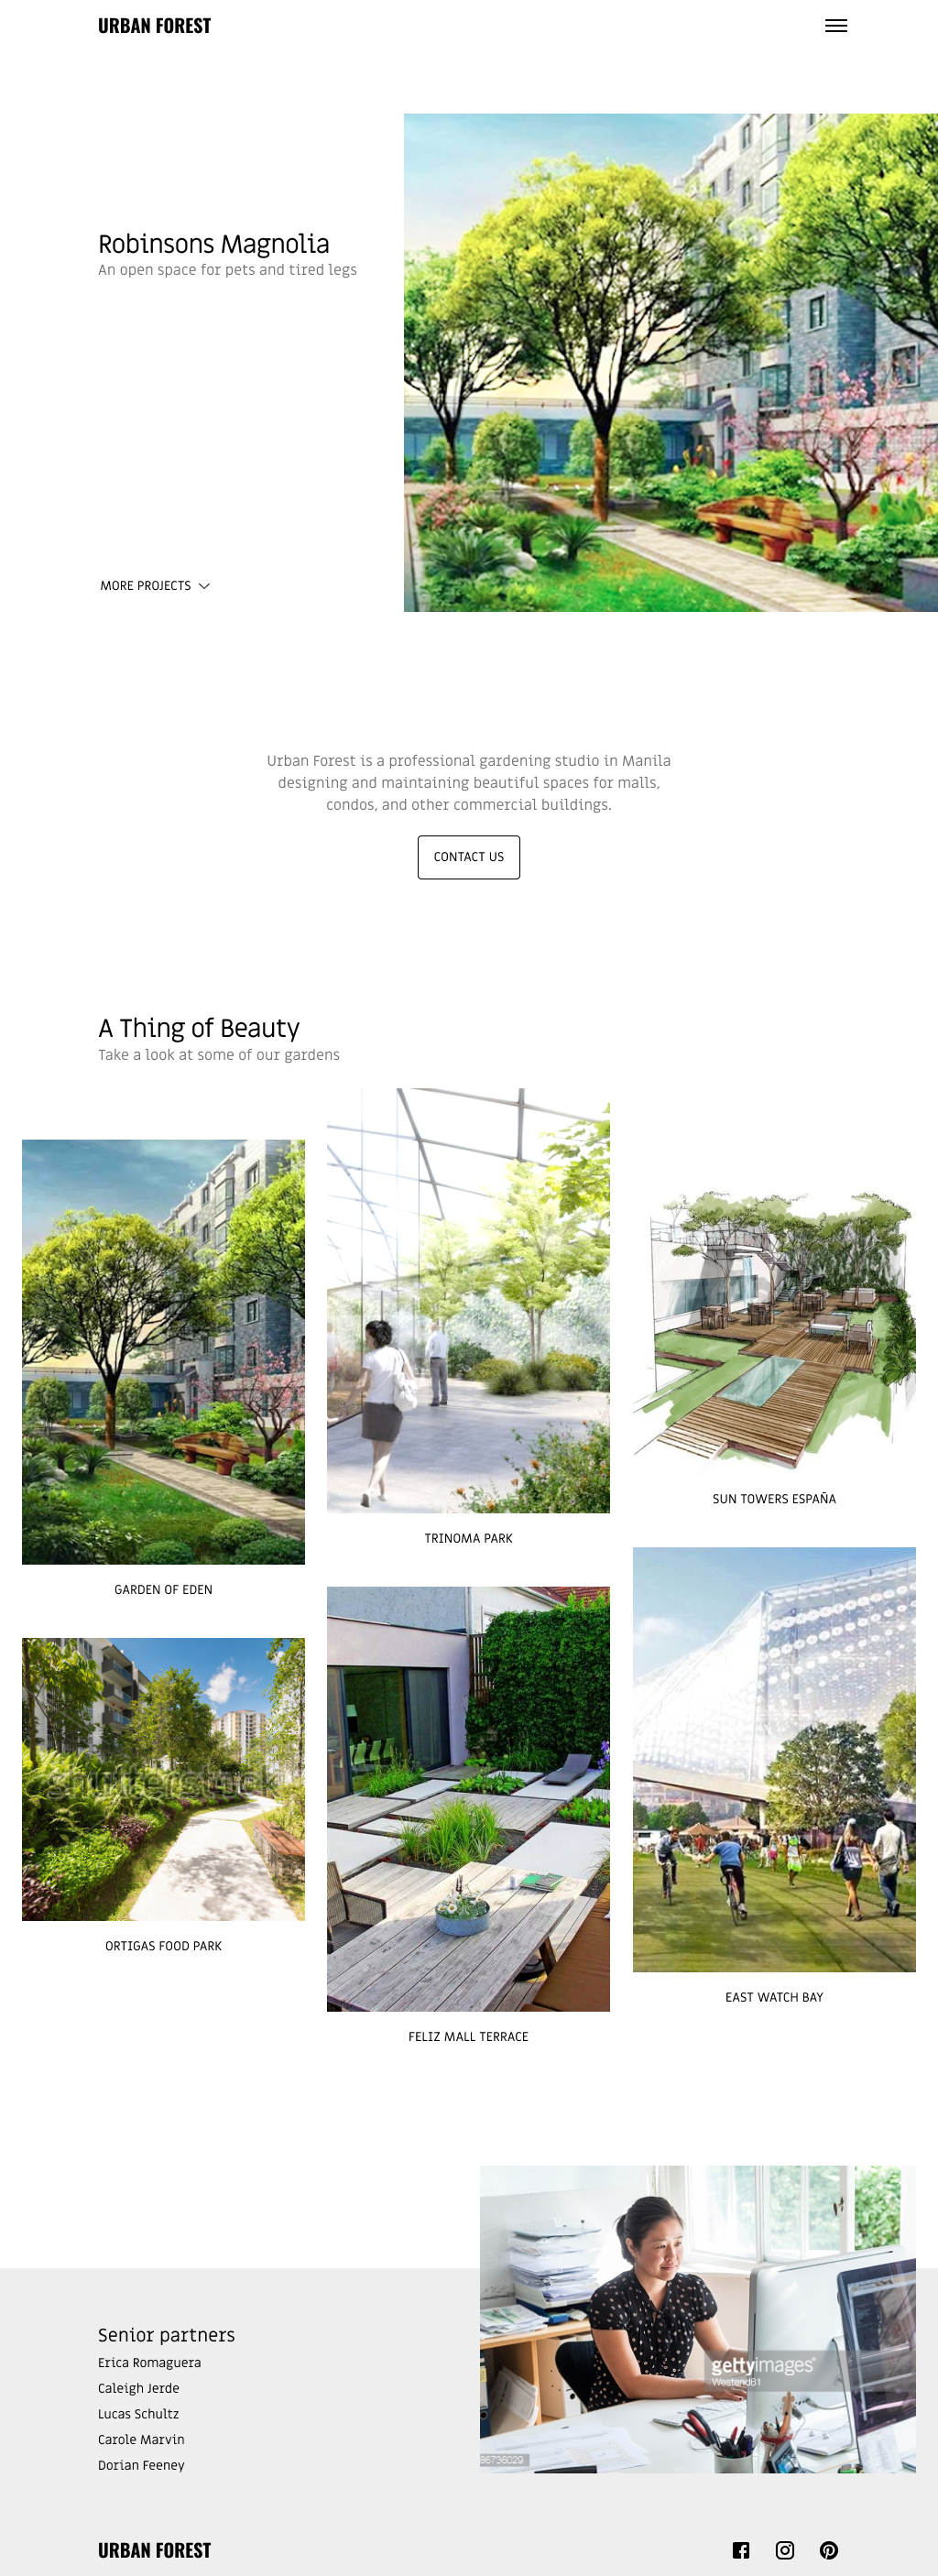 URBAN FOREST
Robinsons Magnolia
An open space for pets and tired legs
MORE PROJECTS
Urban Forest is a professional gardening studio in Manila
designing and maintaining beautiful spaces for malls,
condos, and other commercial buildings.
CONTACT US
A Thing of Beauty
Take a look at some of our gardens
SUN TOWERS ESPAÑA
TRINOMA PARK
GARDEN OF EDEN
shutterstock
ORTIGAS FOOD PARK
EAST WATCH BAY
FELIZ MALL TERRACE
gettyimages®
Westend61
86736029
Senior partners
Erica Romaguera
Caleigh Jerde
Lucas Schultz
Carole Marvin
Dorian Feeney
URBAN FOREST